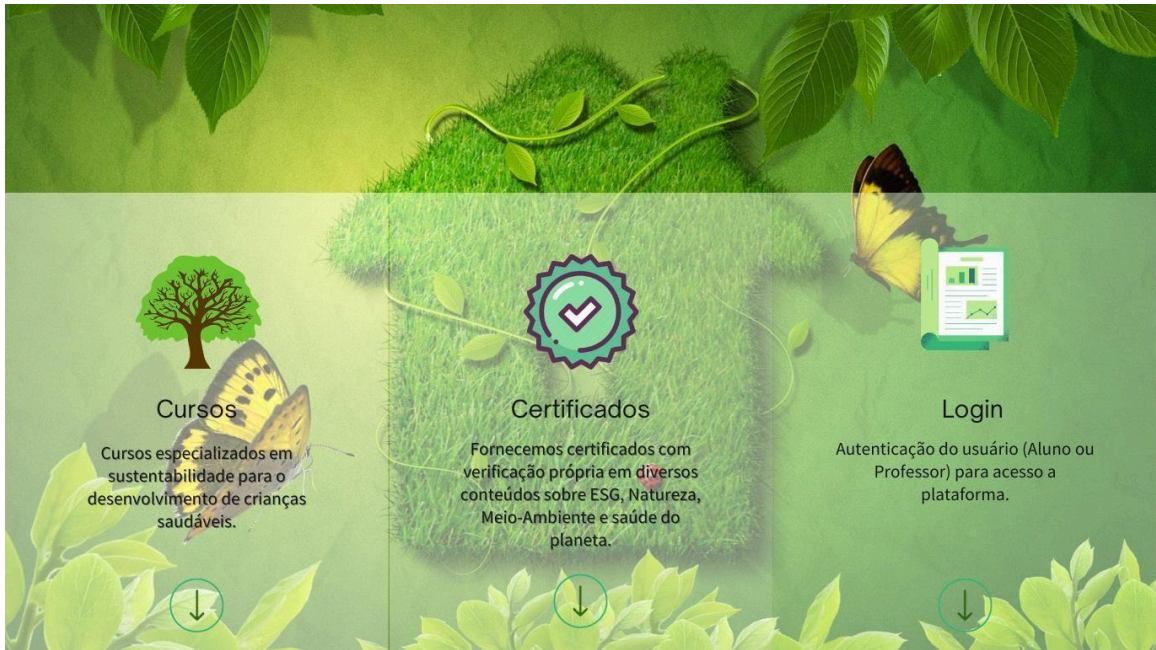 Cursos
Cursos especializados em
sustentabilidade para o
desenvolvimento de crianças
saudáveis.
Certificados
Fornecemos certificados com
verificação própria em diversos
conteúdos sobre ESG, Natureza,
Meio-Ambiente e saúde do
planeta.
Login
Autenticação do usuário (Aluno ou
Professor) para acesso a
plataforma.